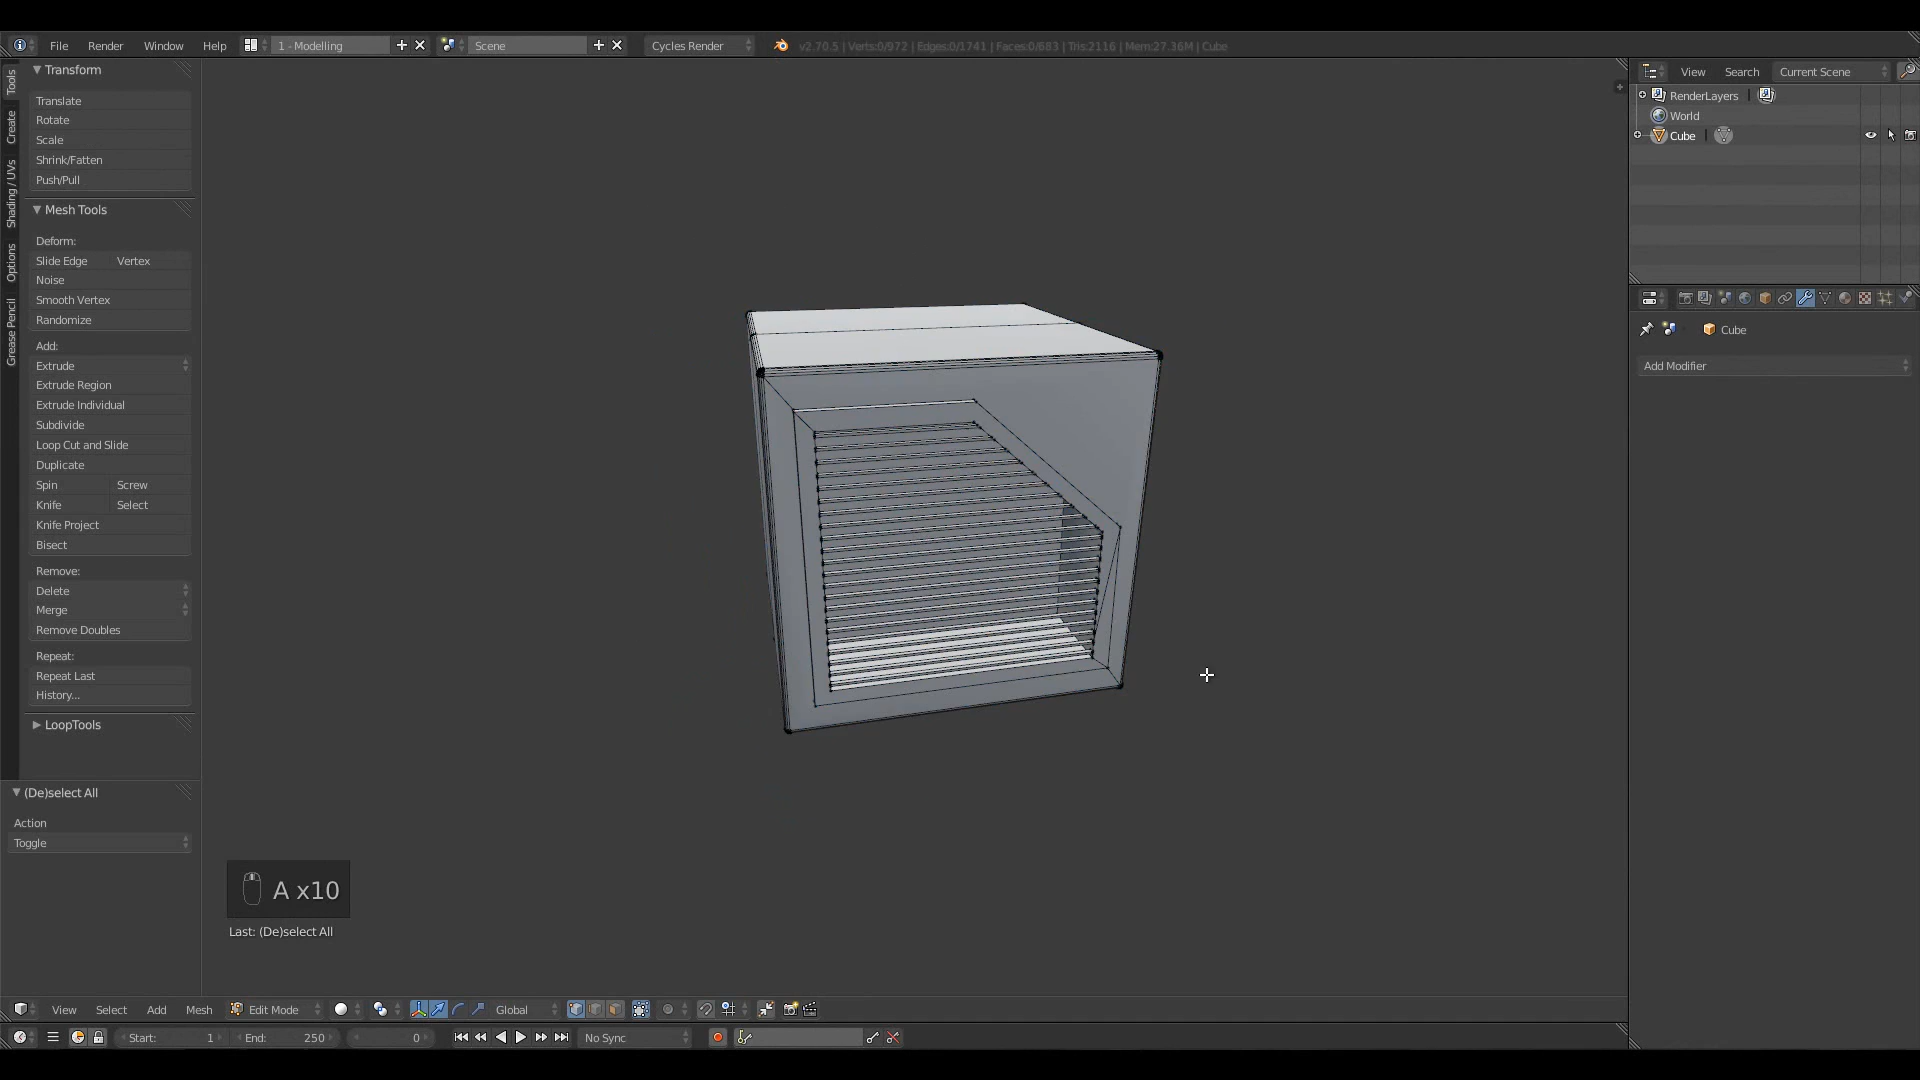 File Render Window Help 1 - Modelling Scene Cycles Render v2.70.5 | Verts:0/972 | Edges:0/1741 | Faces:0/683 | Tris:2116 | Mem:27.36M | Cube
Tools
Create
Shading / UVs
Options
Grease Pencil
Transform
Translate
Rotate
Scale
Shrink/Fatten
Push/Pull
Mesh Tools
Deform:
Slide Edge Vertex
Noise
Smooth Vertex
Randomize
Add:
Extrude
Extrude Region
Extrude Individual
Subdivide
Loop Cut and Slide
Duplicate
Spin Screw
Knife Select
Knife Project
Bisect
Remove:
Delete
Merge
Remove Doubles
Repeat:
Repeat Last
History...
LoopTools
(De)select All
Action
Toggle
A x10
Last: (De)select All
View Search Current Scene
RenderLayers
World
Cube
Cube
Add Modifier
View Select Add Mesh Edit Mode Global
Start: 1 End: 250 0 No Sync